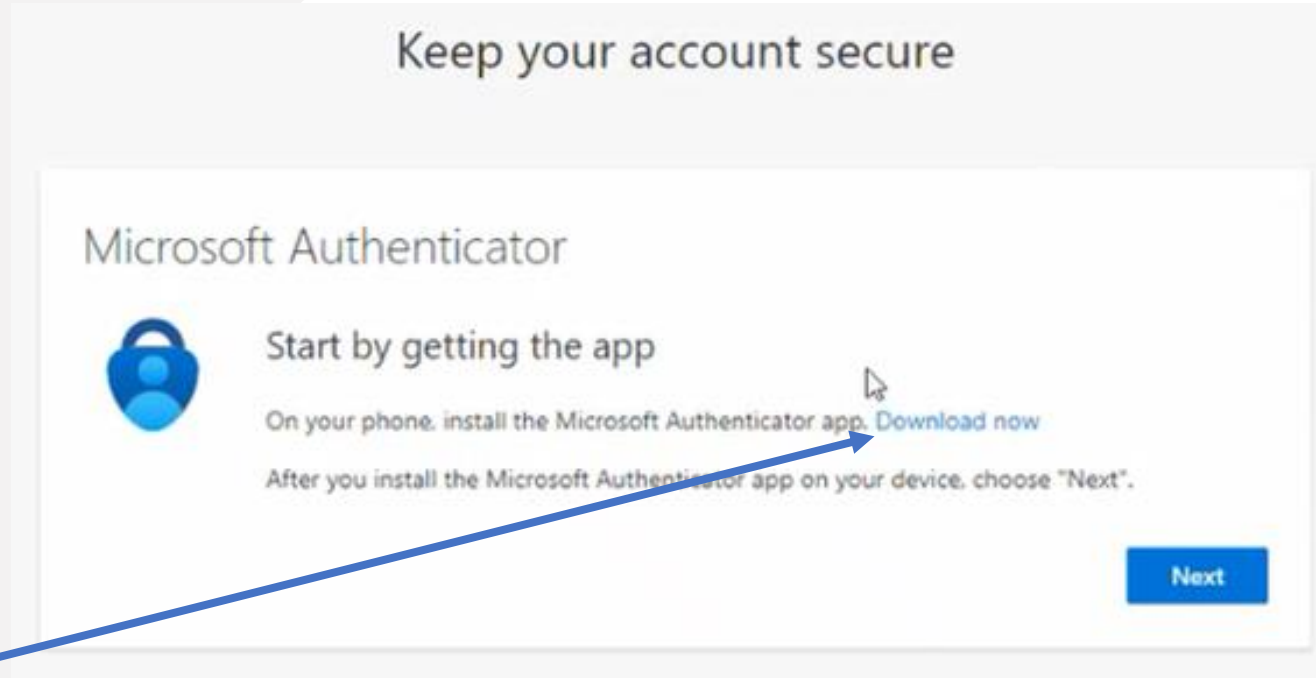 Keep your account secure
Microsoft Authenticator
Start by getting the app
On your phone, install the Microsoft Authenticator app. Download now
After you install the Microsoft Authenticator app on your device, choose "Next".
Next